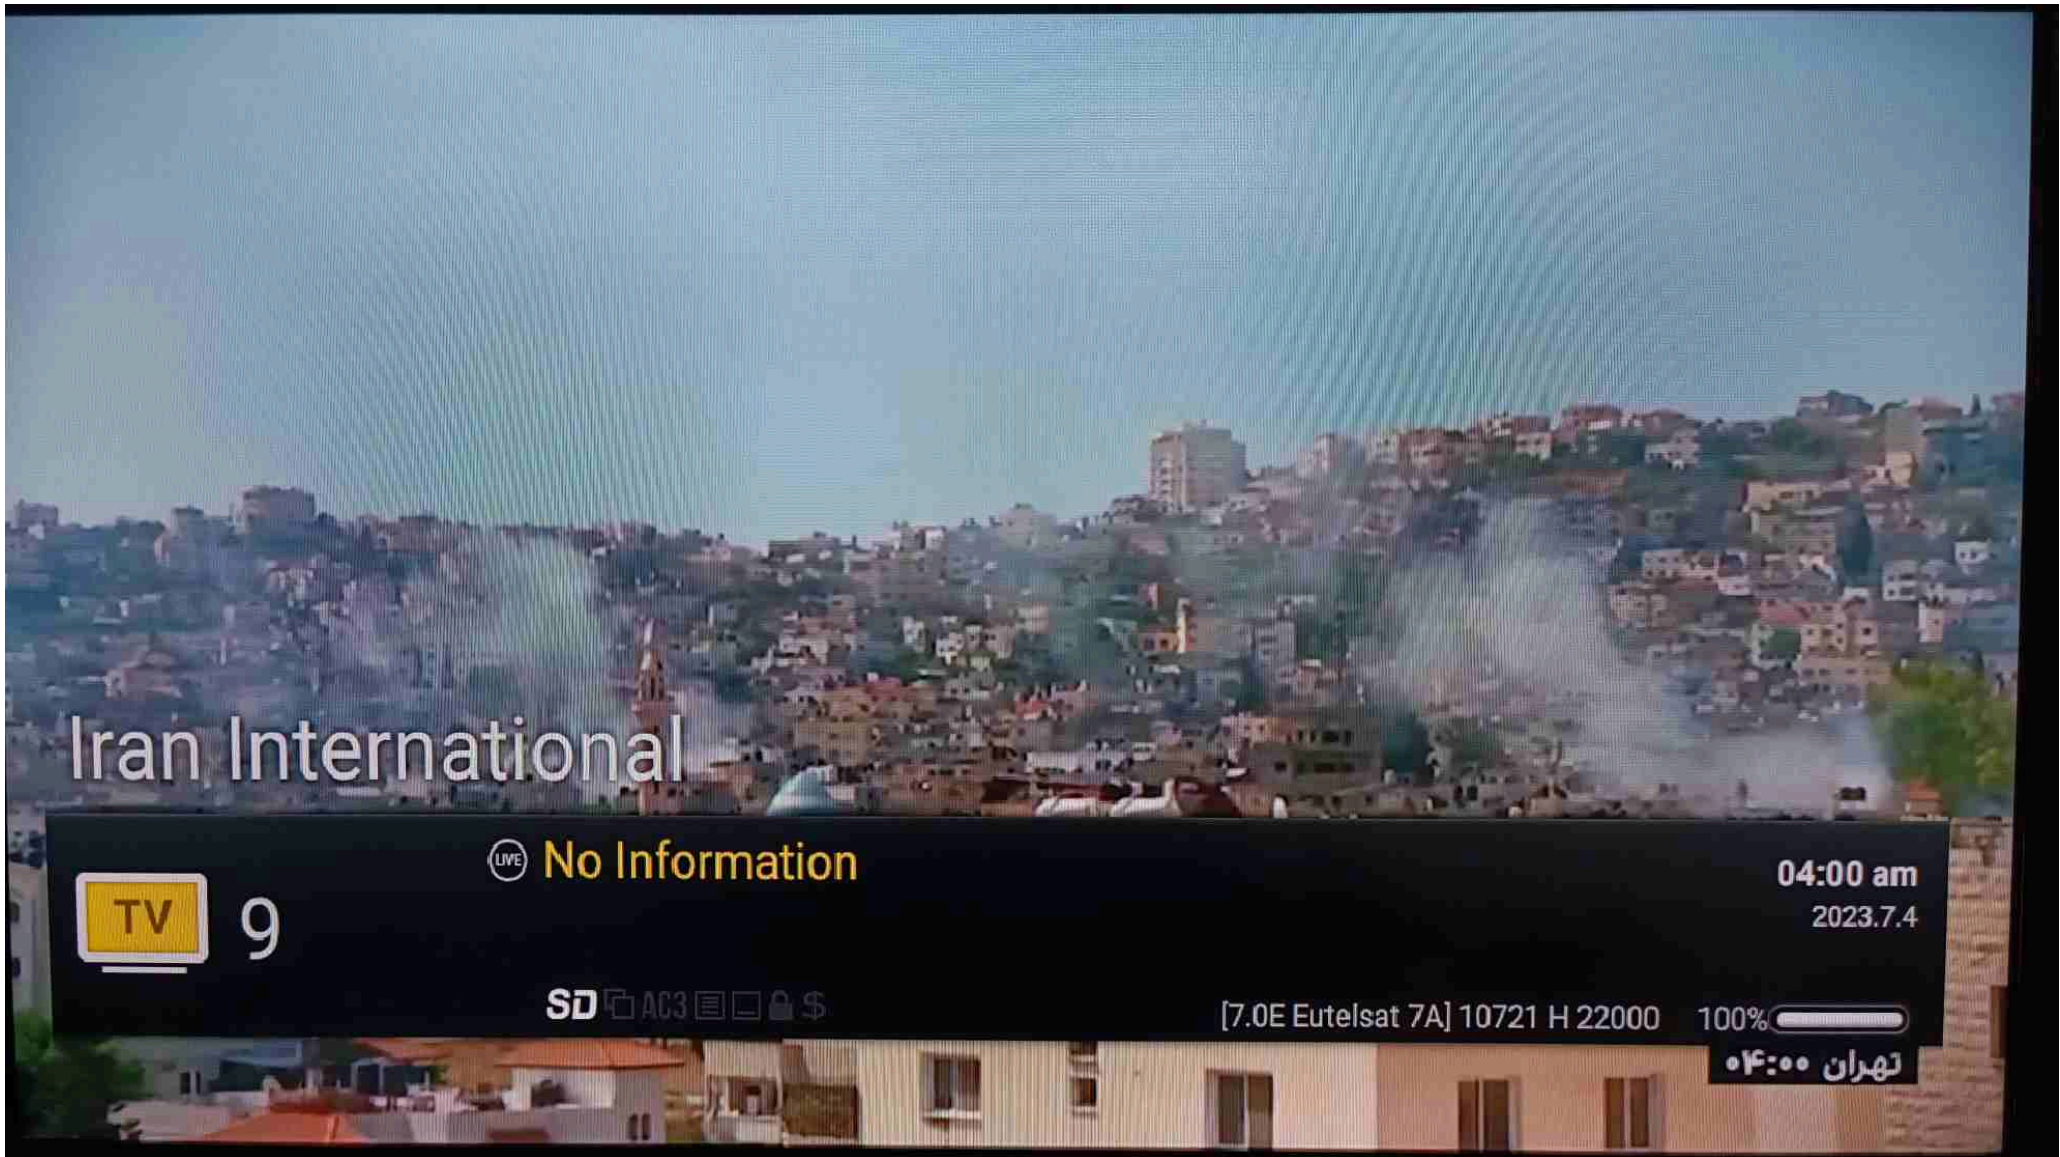 Iran International
LIVE No Information
TV 9
04:00 am
2023.7.4
SD AC3 $
[7.0E Eutelsat 7A] 10721 H 22000 100%
تهران ۰۴:۰۰